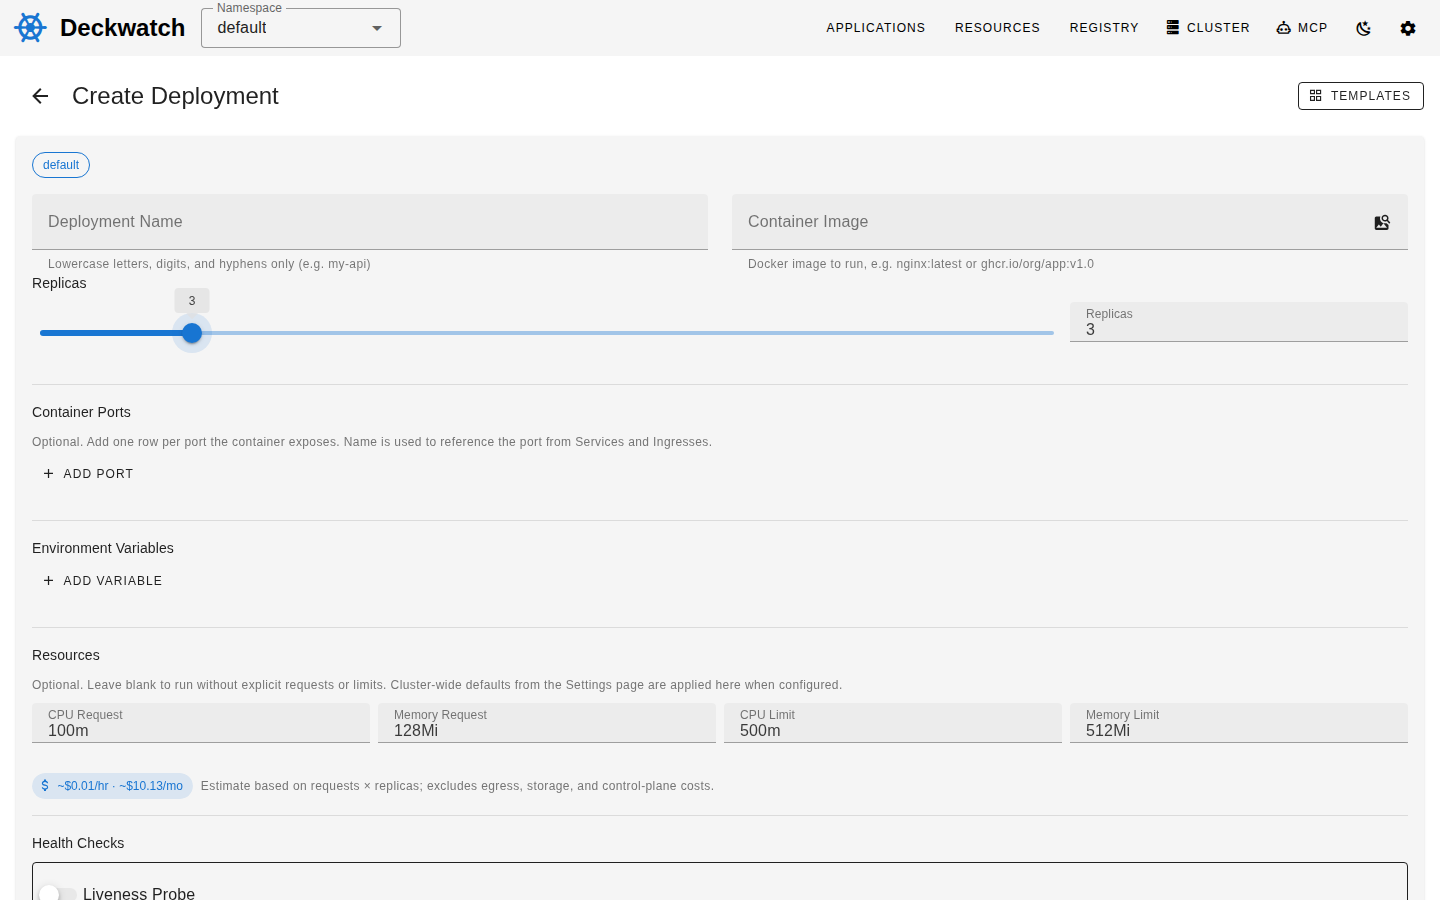 Deckwatch
Namespace
default
APPLICATIONS
RESOURCES
REGISTRY
CLUSTER
MCP
Create Deployment
TEMPLATES
default
Deployment Name
Container Image
Lowercase letters, digits, and hyphens only (e.g. my-api)
Docker image to run, e.g. nginx:latest or ghcr.io/org/app:v1.0
Replicas
3
Replicas
3
Container Ports
Optional. Add one row per port the container exposes. Name is used to reference the port from Services and Ingresses.
ADD PORT
Environment Variables
ADD VARIABLE
Resources
Optional. Leave blank to run without explicit requests or limits. Cluster-wide defaults from the Settings page are applied here when configured.
CPU Request
100m
Memory Request
128Mi
CPU Limit
500m
Memory Limit
512Mi
~$0.01/hr · ~$10.13/mo
Estimate based on requests × replicas; excludes egress, storage, and control-plane costs.
Health Checks
Liveness Probe